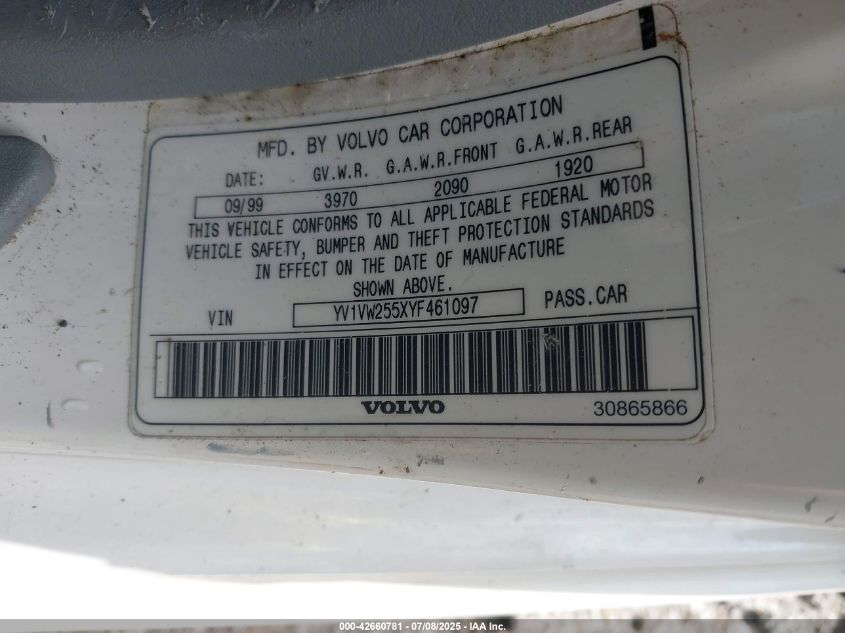 MFD. BY VOLVO CAR CORPORATION
DATE: GV.W.R. G.A.W.R.FRONT G.A.W.R.REAR
09/99 3970 2090 1920
THIS VEHICLE CONFORMS TO ALL APPLICABLE FEDERAL MOTOR
VEHICLE SAFETY, BUMPER AND THEFT PROTECTION STANDARDS
IN EFFECT ON THE DATE OF MANUFACTURE
SHOWN ABOVE.
VIN YV1VW255XYF461097 PASS.CAR
VOLVO 30865866
000-42660781 - 07/08/2025 - IAA Inc.